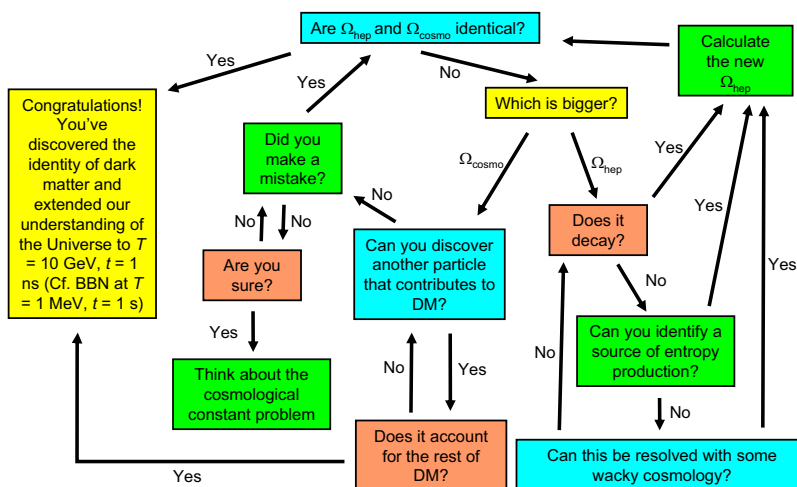 Are Ωhep and Ωcosmo identical?
Yes
No
Yes
Calculate
the new
Ωhep
Congratulations!
You've
discovered the
identity of dark
matter and
extended our
understanding of
the Universe to T
= 10 GeV, t = 1
ns (Cf. BBN at T
= 1 MeV, t = 1 s)
Which is bigger?
Did you
make a
mistake?
Ωcosmo
Ωhep
Yes
No
No
No
Yes
Does it
decay?
Can you discover
another particle
that contributes to
DM?
Are you
sure?
No
Yes
Yes
Can you identify a
source of entropy
production?
No
Yes
No
Think about the
cosmological
constant problem
No
Does it account
for the rest of
DM?
Yes
Can this be resolved with some
wacky cosmology?